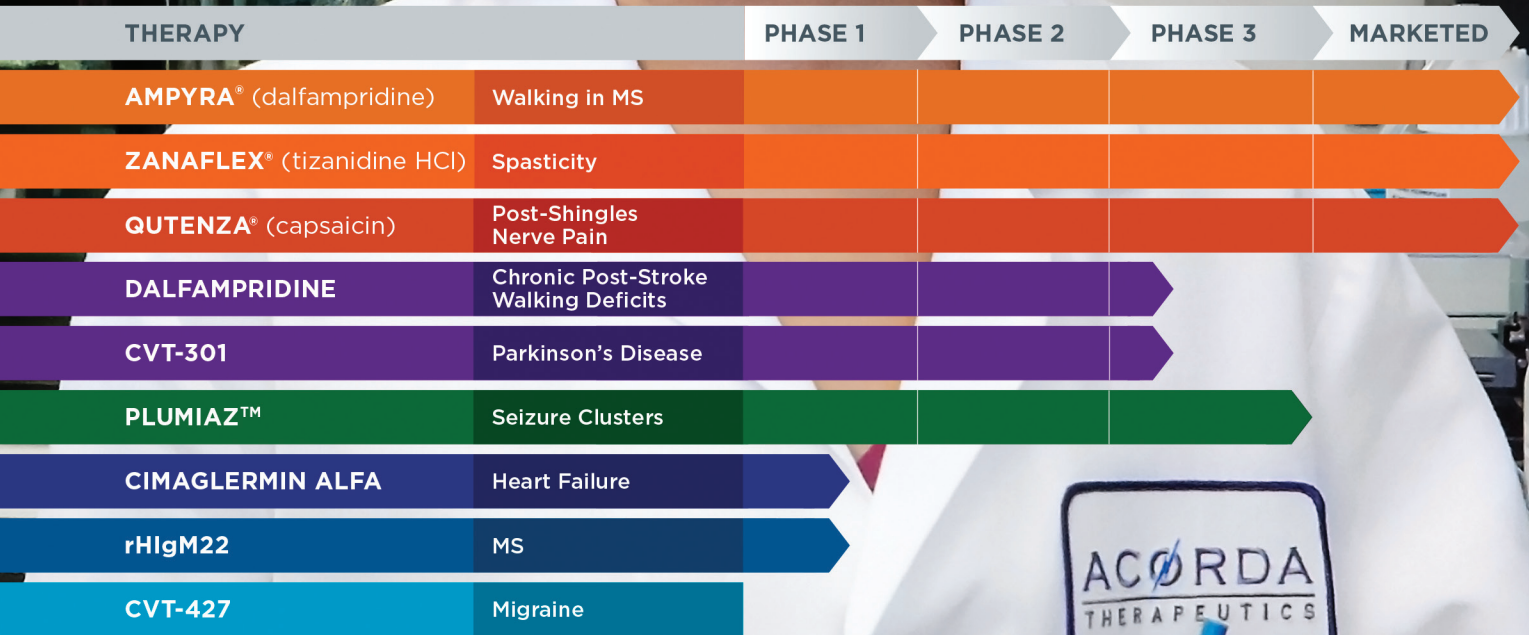 THERAPY PHASE 1 PHASE 2 PHASE 3 MARKETED
AMPYRA® (dalfampridine) Walking in MS
ZANAFLEX® (tizanidine HCl) Spasticity
QUTENZA® (capsaicin) Post-Shingles
Nerve Pain
DALFAMPRIDINE Chronic Post-Stroke
Walking Deficits
CVT-301 Parkinson’s Disease
PLUMIAZ™ Seizure Clusters
CIMAGLERMIN ALFA Heart Failure
rHIgM22 MS
CVT-427 Migraine
ACORDA
THERAPEUTICS